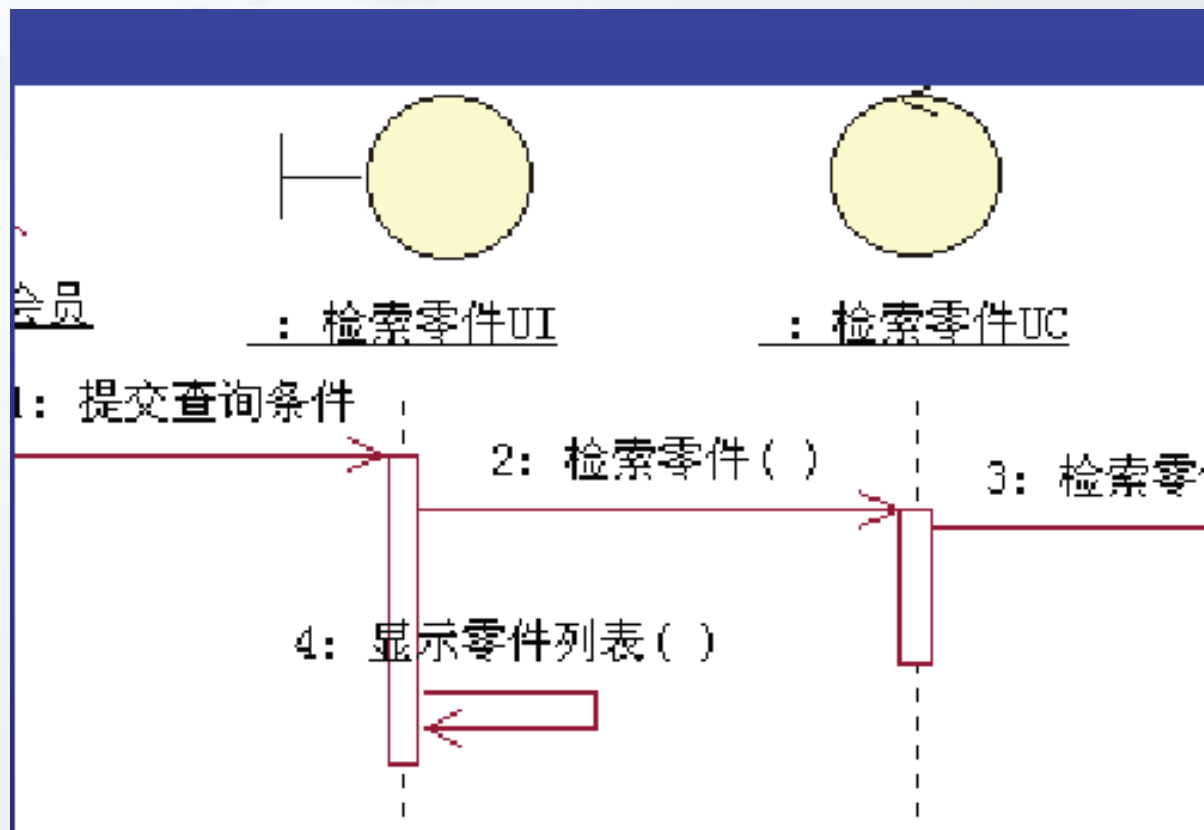 会员
: 检索零件UI
: 检索零件UC
1: 提交查询条件
2: 检索零件( )
3: 检索零
4: 显示零件列表( )